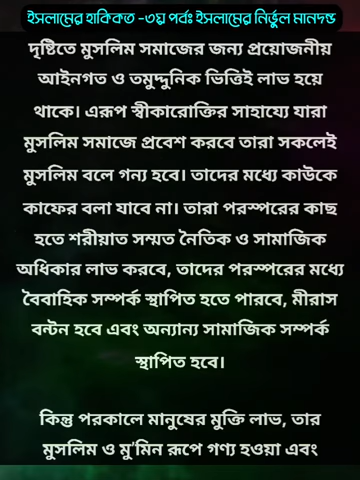 ইসলামের হাকিকত -৩য় পর্বঃ ইসলামের নির্ভুল মানদন্ড
দৃষ্টিতে মুসলিম সমাজের জন্য প্রয়োজনীয়
আইনগত ও তমুদ্দুনিক ভিত্তিই লাভ হয়ে
থাকে। এরূপ স্বীকারোক্তির সাহায্যে যারা
মুসলিম সমাজে প্রবেশ করবে তারা সকলেই
মুসলিম বলে গন্য হবে। তাদের মধ্যে কাউকে
কাফের বলা যাবে না। তারা পরস্পরের কাছ
হতে শরীয়াত সম্মত নৈতিক ও সামাজিক
অধিকার লাভ করবে, তাদের পরস্পরের মধ্যে
বৈবাহিক সম্পর্ক স্থাপিত হতে পারবে, মীরাস
বন্টন হবে এবং অন্যান্য সামাজিক সম্পর্ক
স্থাপিত হবে।
কিন্তু পরকালে মানুষের মুক্তি লাভ, তার
মুসলিম ও মু'মিন রূপে গণ্য হওয়া এবং